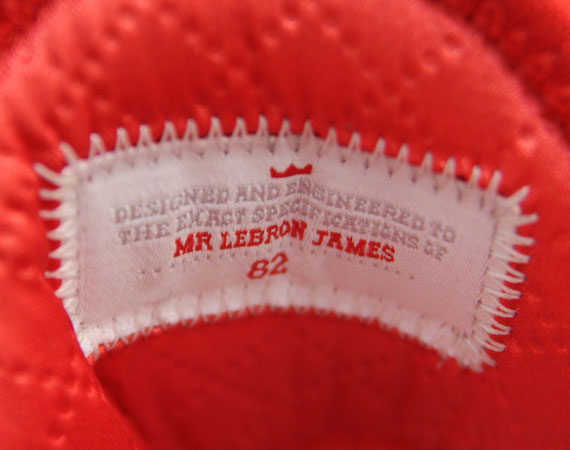 DESIGNED AND ENGINEERED TO
THE EXACT SPECIFICATIONS OF
MR LEBRON JAMES
82